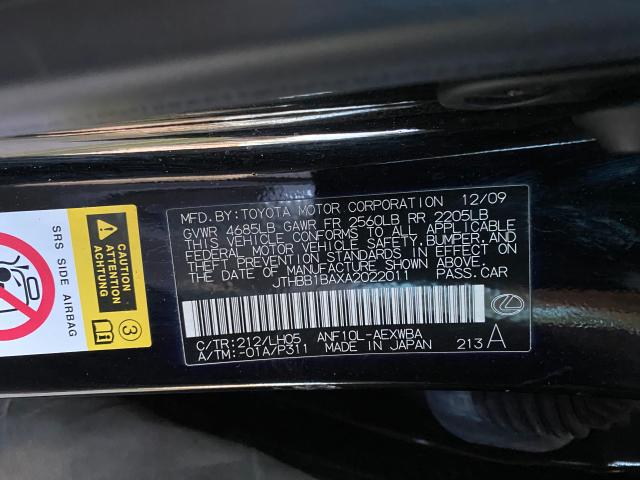 MFD.BY:TOYOTA MOTOR CORPORATION 12/09
GVWR 4685LB GAWR FR 2560LB RR 2205LB
THIS VEHICLE CONFORMS TO ALL APPLICABLE
FEDERAL MOTOR VEHICLE SAFETY,BUMPER,AND
THEFT PREVENTION STANDARDS IN EFFECT ON
THE DATE OF MANUFACTURE SHOWN ABOVE.
JTHBB1BAXA2022011 PASS.CAR
C/TR:212/LH05 ANF10L-AEXWBA
A/TM:-01A/P311 MADE IN JAPAN 213 A
CAUTION
ATTENTION
SRS SIDE AIRBAG
3